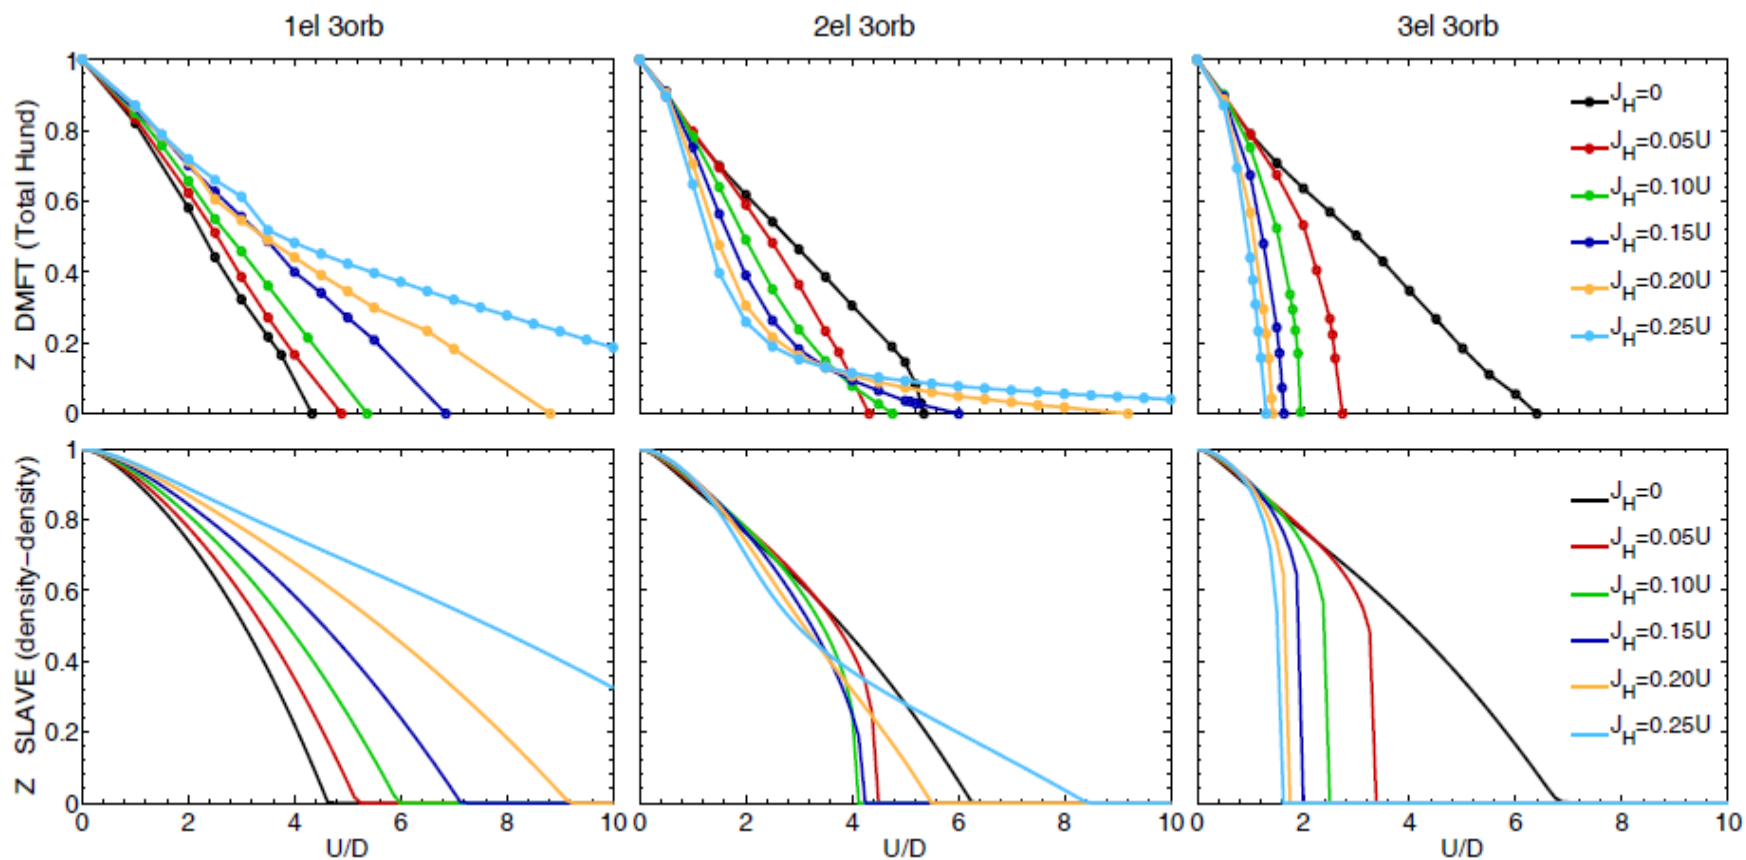 1el 3orb
2el 3orb
3el 3orb
Z DMFT (Total Hund)
1
0.8
0.6
0.4
0.2
0
J_H=0
J_H=0.05U
J_H=0.10U
J_H=0.15U
J_H=0.20U
J_H=0.25U
Z SLAVE (density-density)
1
0.8
0.6
0.4
0.2
0
J_H=0
J_H=0.05U
J_H=0.10U
J_H=0.15U
J_H=0.20U
J_H=0.25U
0 2 4 6 8 10
0 2 4 6 8 10
0 2 4 6 8 10
U/D
U/D
U/D